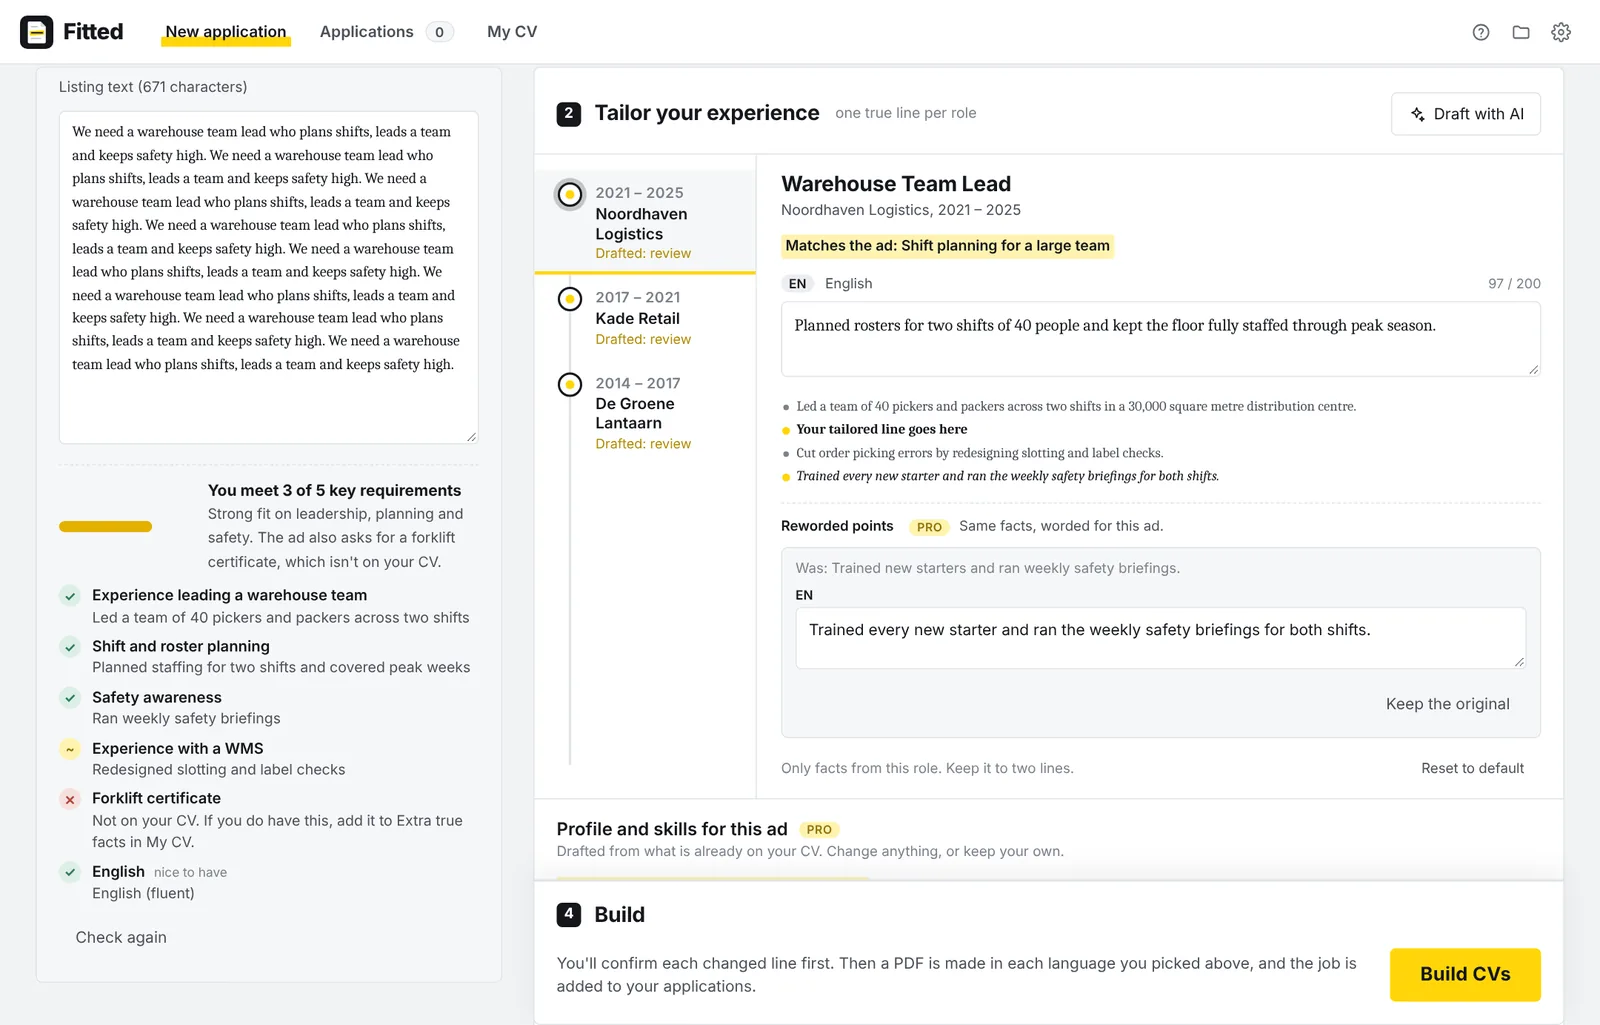 Fitted
New application
Applications 0
My CV
Listing text (671 characters)
We need a warehouse team lead who plans shifts, leads a team
and keeps safety high. We need a warehouse team lead who
plans shifts, leads a team and keeps safety high. We need a
warehouse team lead who plans shifts, leads a team and keeps
safety high. We need a warehouse team lead who plans shifts,
leads a team and keeps safety high. We need a warehouse team
lead who plans shifts, leads a team and keeps safety high. We
need a warehouse team lead who plans shifts, leads a team and
keeps safety high. We need a warehouse team lead who plans
shifts, leads a team and keeps safety high. We need a warehouse
team lead who plans shifts, leads a team and keeps safety high.
You meet 3 of 5 key requirements
Strong fit on leadership, planning and
safety. The ad also asks for a forklift
certificate, which isn't on your CV.
Experience leading a warehouse team
Led a team of 40 pickers and packers across two shifts
Shift and roster planning
Planned staffing for two shifts and covered peak weeks
Safety awareness
Ran weekly safety briefings
~ Experience with a WMS
Redesigned slotting and label checks
Forklift certificate
Not on your CV. If you do have this, add it to Extra true
facts in My CV.
English nice to have
English (fluent)
Check again
2 Tailor your experience one true line per role
Draft with AI
2021 – 2025
Noordhaven
Logistics
Drafted: review
2017 – 2021
Kade Retail
Drafted: review
2014 – 2017
De Groene
Lantaarn
Drafted: review
Warehouse Team Lead
Noordhaven Logistics, 2021 – 2025
Matches the ad: Shift planning for a large team
EN English 97 / 200
Planned rosters for two shifts of 40 people and kept the floor fully staffed through peak season.
Led a team of 40 pickers and packers across two shifts in a 30,000 square metre distribution centre.
Your tailored line goes here
Cut order picking errors by redesigning slotting and label checks.
Trained every new starter and ran the weekly safety briefings for both shifts.
Reworded points PRO Same facts, worded for this ad.
Was: Trained new starters and ran weekly safety briefings.
EN
Trained every new starter and ran the weekly safety briefings for both shifts.
Keep the original
Only facts from this role. Keep it to two lines.
Reset to default
Profile and skills for this ad PRO
Drafted from what is already on your CV. Change anything, or keep your own.
4 Build
You'll confirm each changed line first. Then a PDF is made in each language you picked above, and the job is
added to your applications.
Build CVs